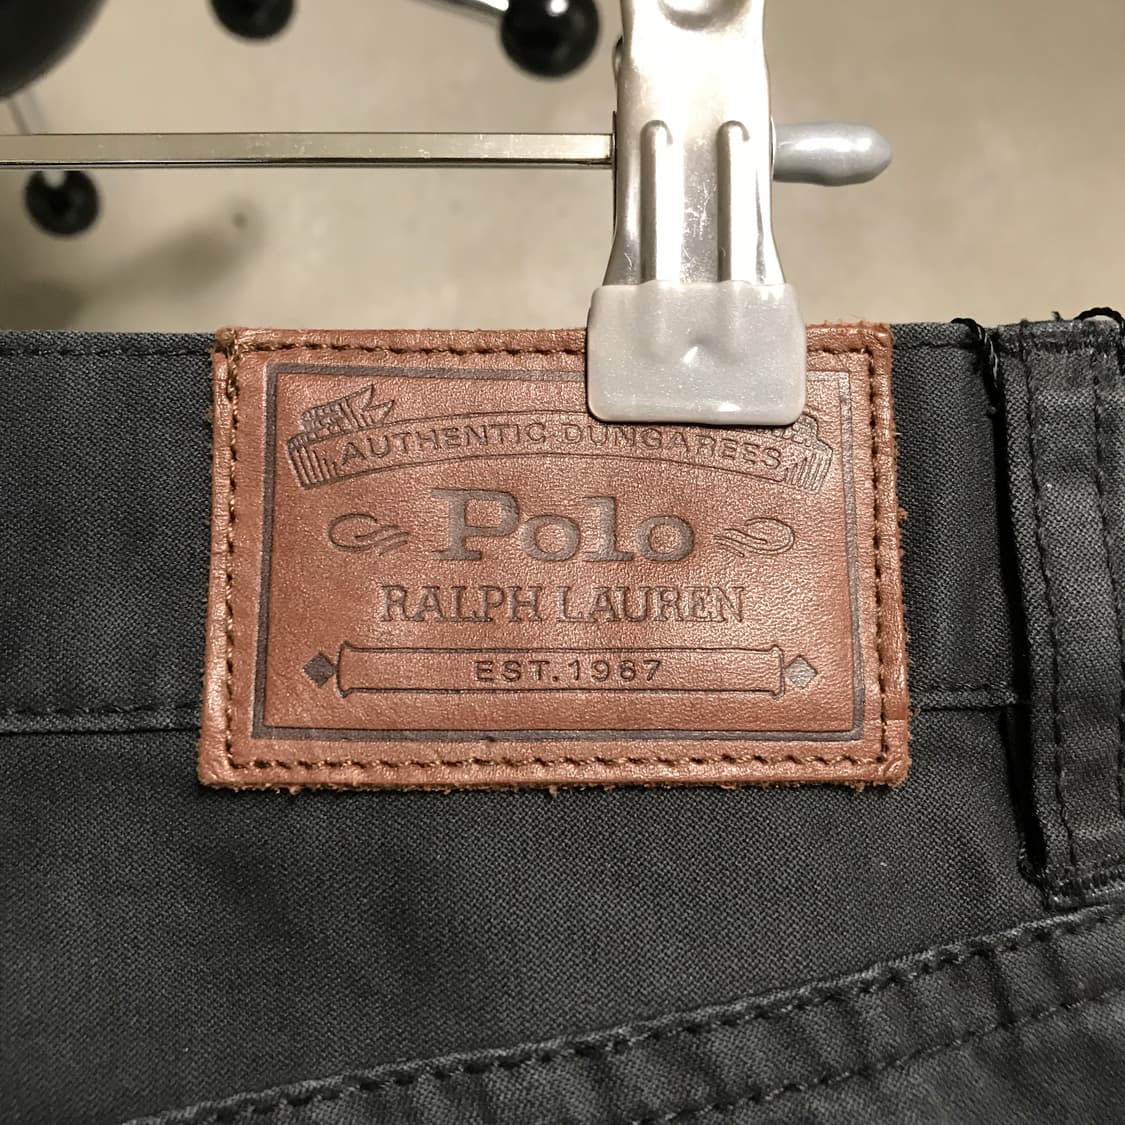 AUTHENTIC DUNGAREES
Polo
RALPH LAUREN
EST.1967